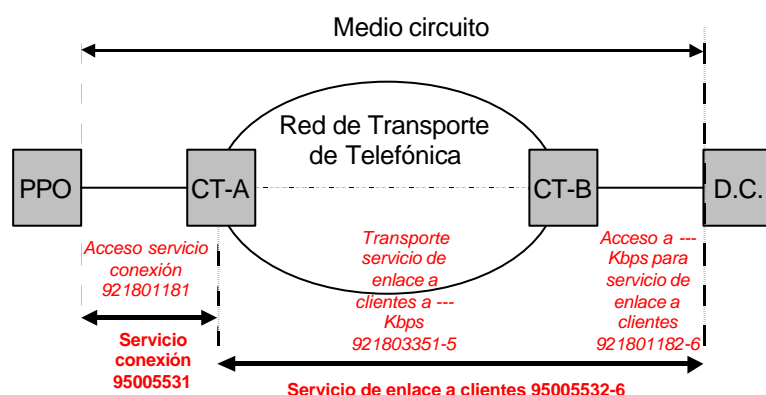 Medio circuito
Red de Transporte
de Telefónica
PPO
CT-A
CT-B
D.C.
Acceso servicio
conexión
921801181
Transporte
servicio de
enlace a
clientes a ---
Kbps
921803351-5
Acceso a ---
Kbps para
servicio de
enlace a
clientes
921801182-6
Servicio
conexión
95005531
Servicio de enlace a clientes 95005532-6